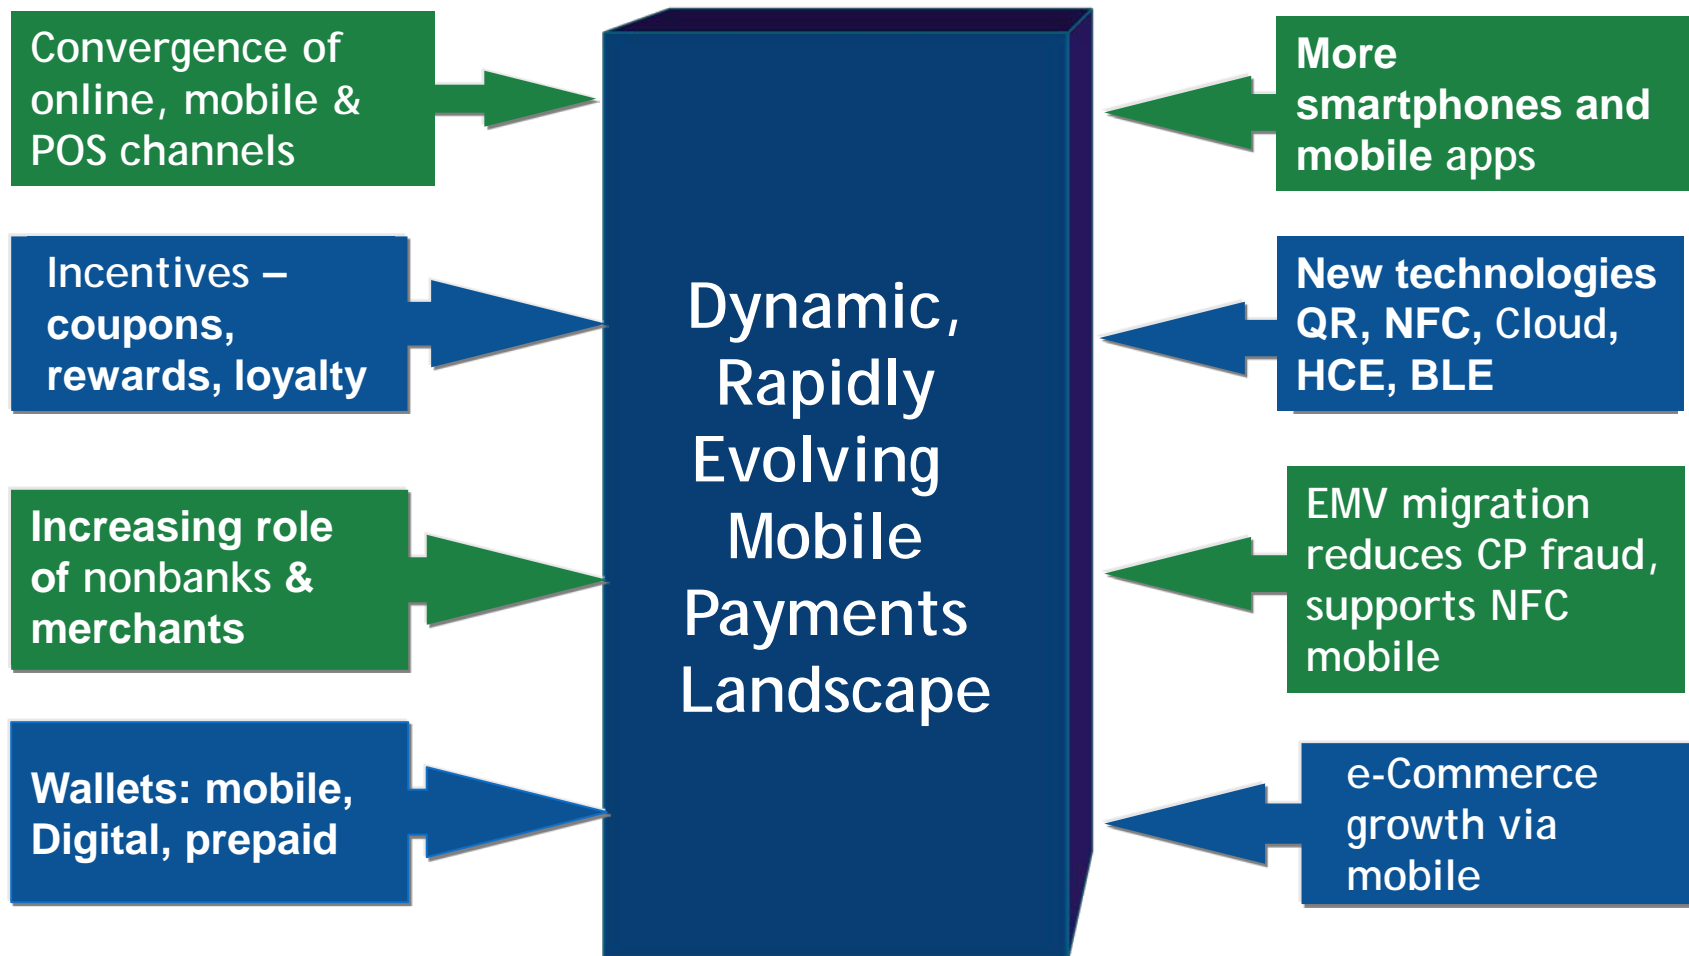 Convergence of
online, mobile &
POS channels
Incentives –
coupons,
rewards, loyalty
Increasing role
of nonbanks &
merchants
Wallets: mobile,
Digital, prepaid
Dynamic,
Rapidly
Evolving
Mobile
Payments
Landscape
More
smartphones and
mobile apps
New technologies
QR, NFC, Cloud,
HCE, BLE
EMV migration
reduces CP fraud,
supports NFC
mobile
e-Commerce
growth via
mobile